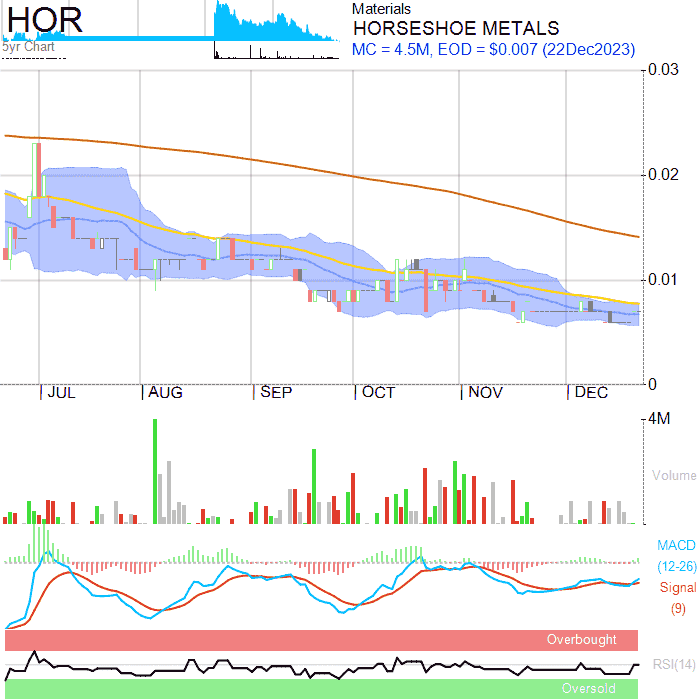 HOR
5yr Chart
Materials
HORSESHOE METALS
MC = 4.5M, EOD = $0.007 (22Dec2023)
0.03
0.02
0.01
0
JUL AUG SEP OCT NOV DEC
4M
Volume
MACD
(12-26)
Signal
(9)
Overbought
RSI(14)
Oversold